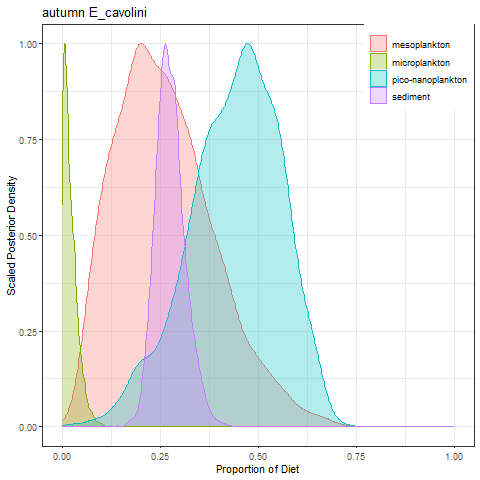 autumn E_cavolini
mesoplankton
microplankton
pico-nanoplankton
sediment
1.00
0.75
0.50
0.25
0.00
Scaled Posterior Density
0.00 0.25 0.50 0.75 1.00
Proportion of Diet